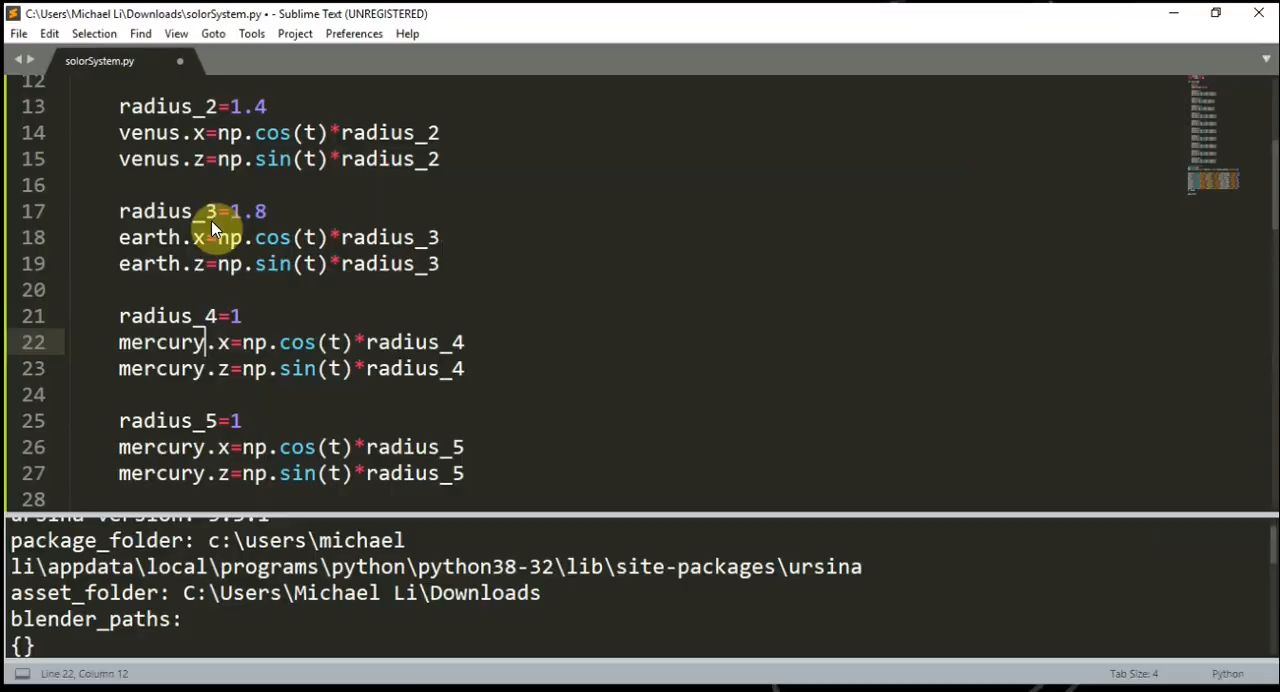 C:\Users\Michael Li\Downloads\solorSystem.py • - Sublime Text (UNREGISTERED)
File Edit Selection Find View Goto Tools Project Preferences Help
solorSystem.py
12
13 radius_2=1.4
14 venus.x=np.cos(t)*radius_2
15 venus.z=np.sin(t)*radius_2
16
17 radius_3=1.8
18 earth.x=np.cos(t)*radius_3
19 earth.z=np.sin(t)*radius_3
20
21 radius_4=1
22 mercury.x=np.cos(t)*radius_4
23 mercury.z=np.sin(t)*radius_4
24
25 radius_5=1
26 mercury.x=np.cos(t)*radius_5
27 mercury.z=np.sin(t)*radius_5
28
package_folder: c:\users\michael
li\appdata\local\programs\python\python38-32\lib\site-packages\ursina
asset_folder: C:\Users\Michael Li\Downloads
blender_paths:
{}
Line 22, Column 12 Tab Size: 4 Python